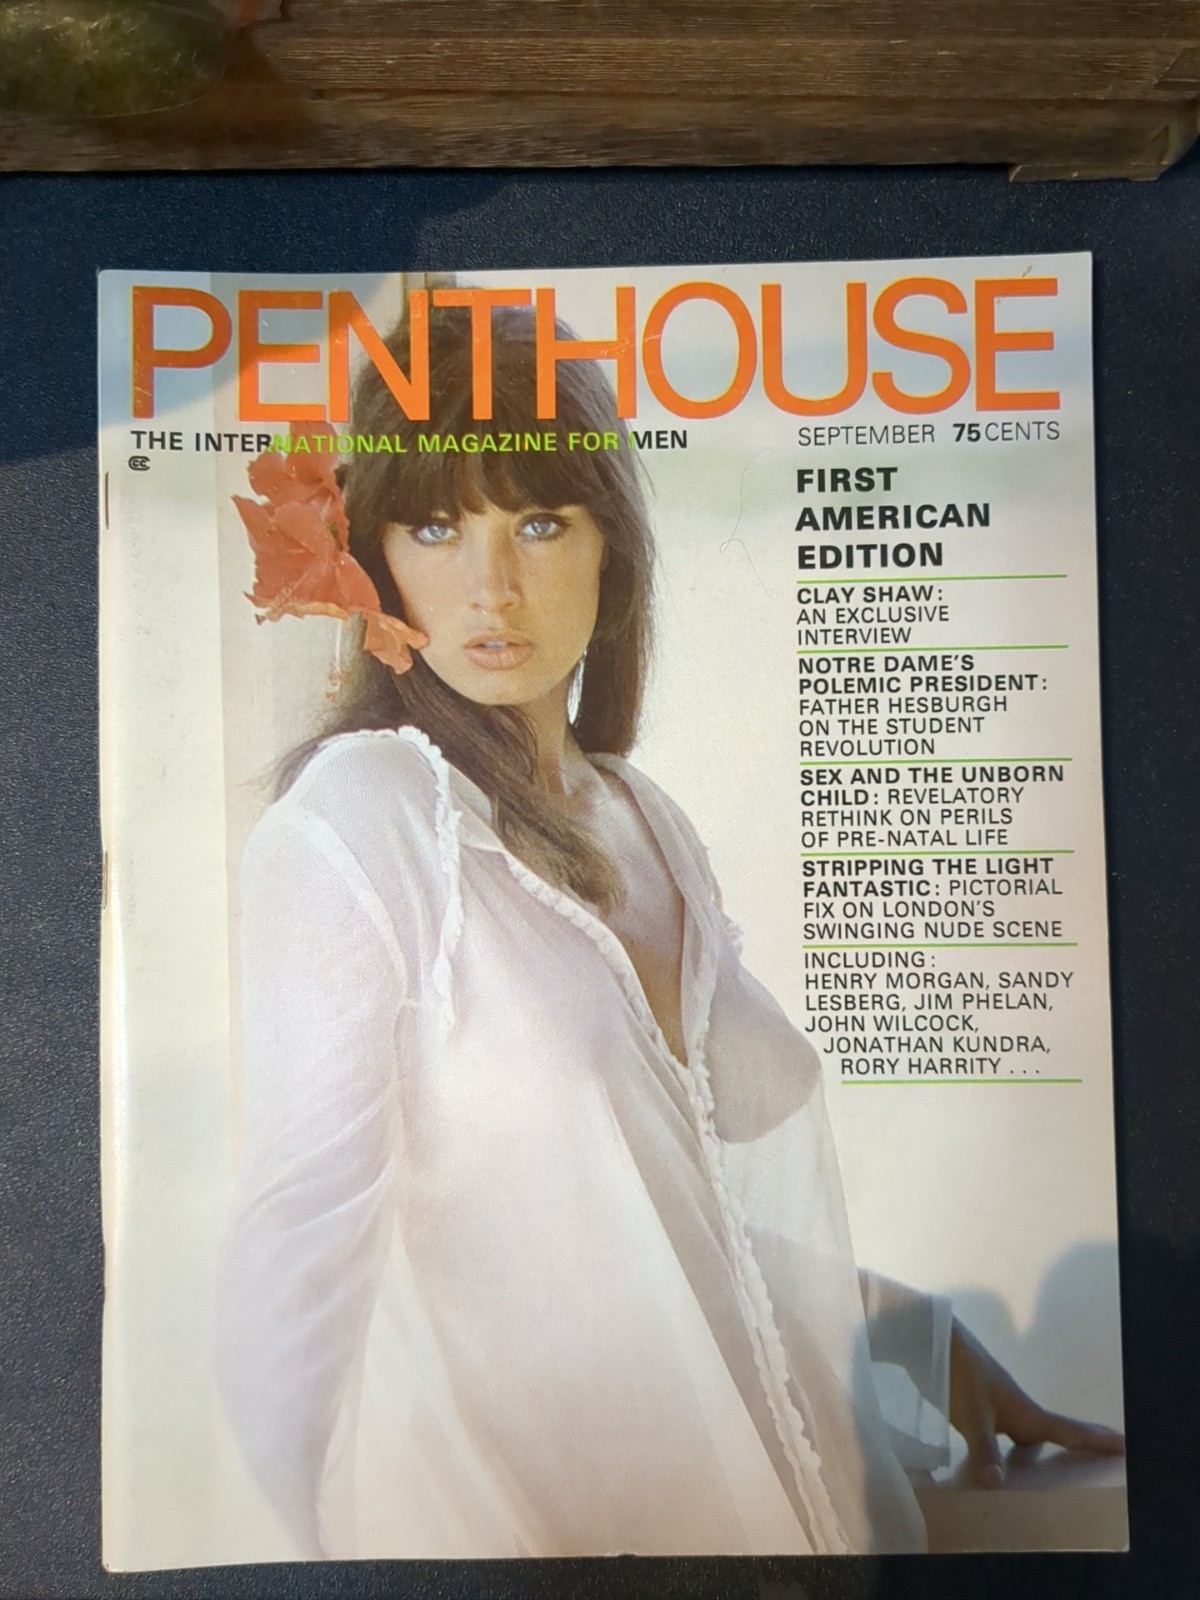 PENTHOUSE
THE INTERNATIONAL MAGAZINE FOR MEN
SEPTEMBER 75 CENTS
FIRST
AMERICAN
EDITION
CLAY SHAW:
AN EXCLUSIVE
INTERVIEW
NOTRE DAME'S
POLEMIC PRESIDENT:
FATHER HESBURGH
ON THE STUDENT
REVOLUTION
SEX AND THE UNBORN
CHILD: REVELATORY
RETHINK ON PERILS
OF PRE-NATAL LIFE
STRIPPING THE LIGHT
FANTASTIC: PICTORIAL
FIX ON LONDON'S
SWINGING NUDE SCENE
INCLUDING:
HENRY MORGAN, SANDY
LESBERG, JIM PHELAN,
JOHN WILCOCK,
JONATHAN KUNDRA,
RORY HARRITY . . .